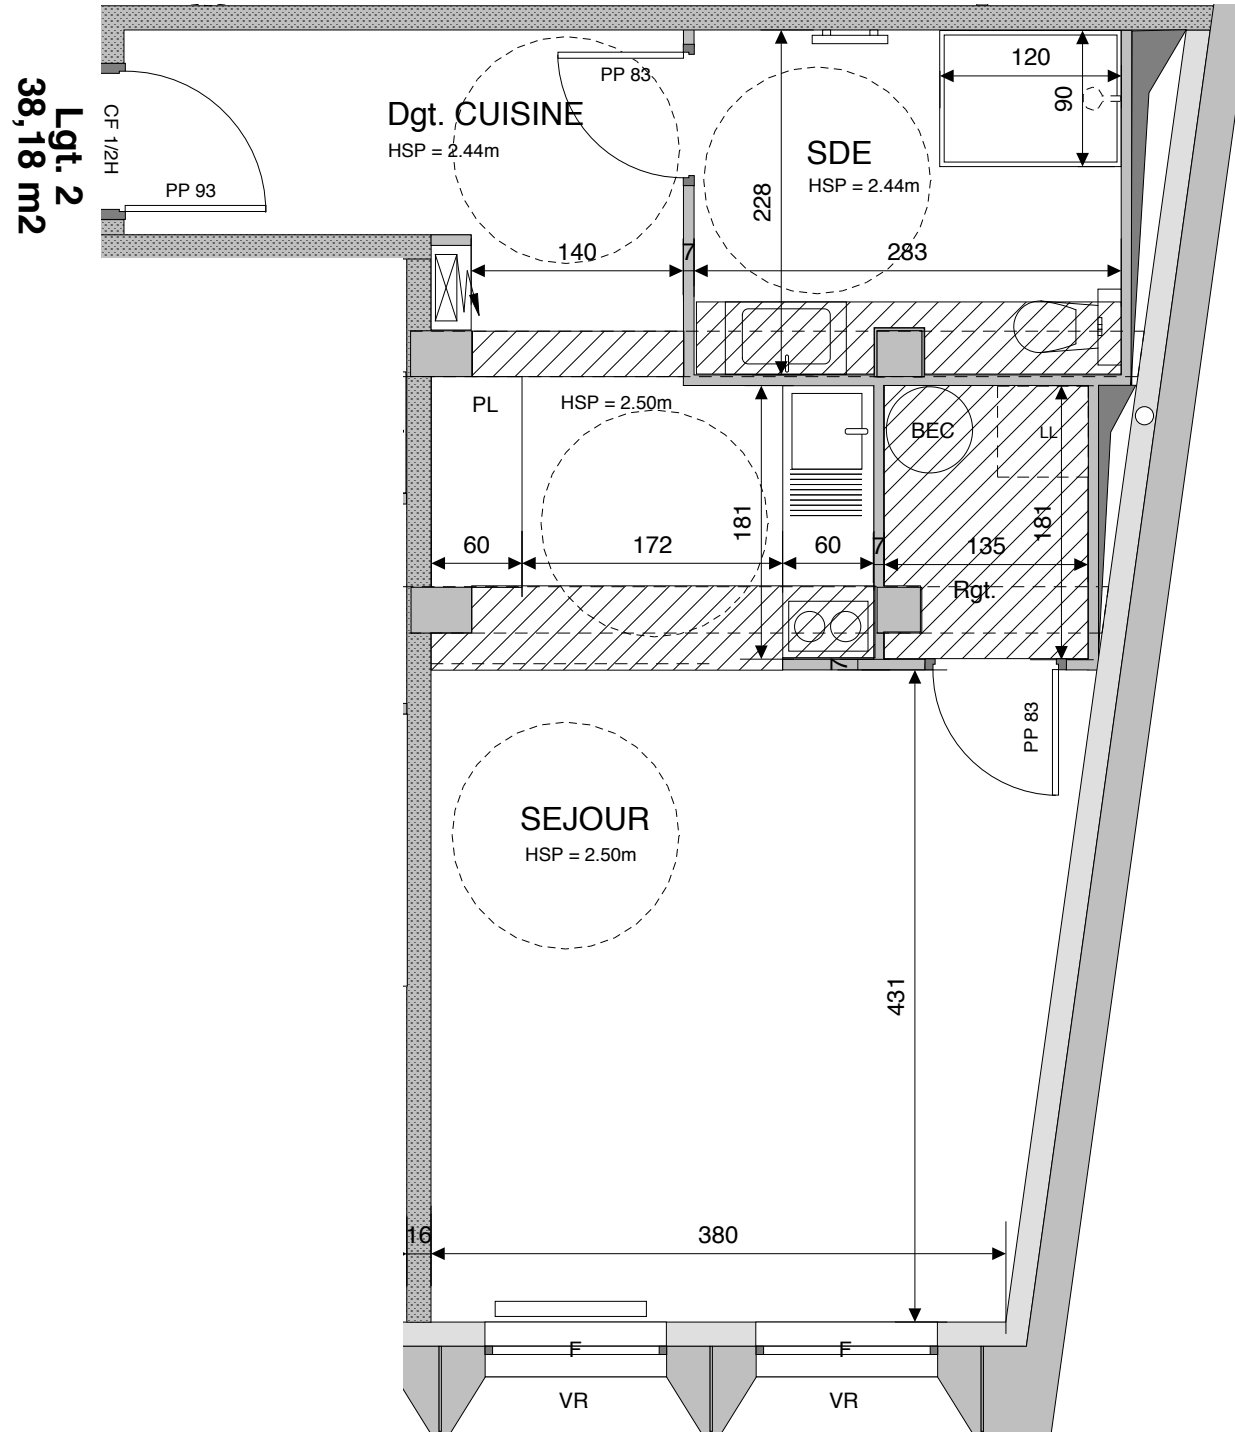 Lgt. 2
38,18 m2
CF 1/2H
PP 93
Dgt. CUISINE
HSP = 2.44m
PP 83
SDE
HSP = 2.44m
120
90
228
140
7
283
PL
HSP = 2.50m
BEC
LL
181
181
60
172
60
7
135
Rgt.
7
PP 83
SEJOUR
HSP = 2.50m
431
16
380
F
F
VR
VR